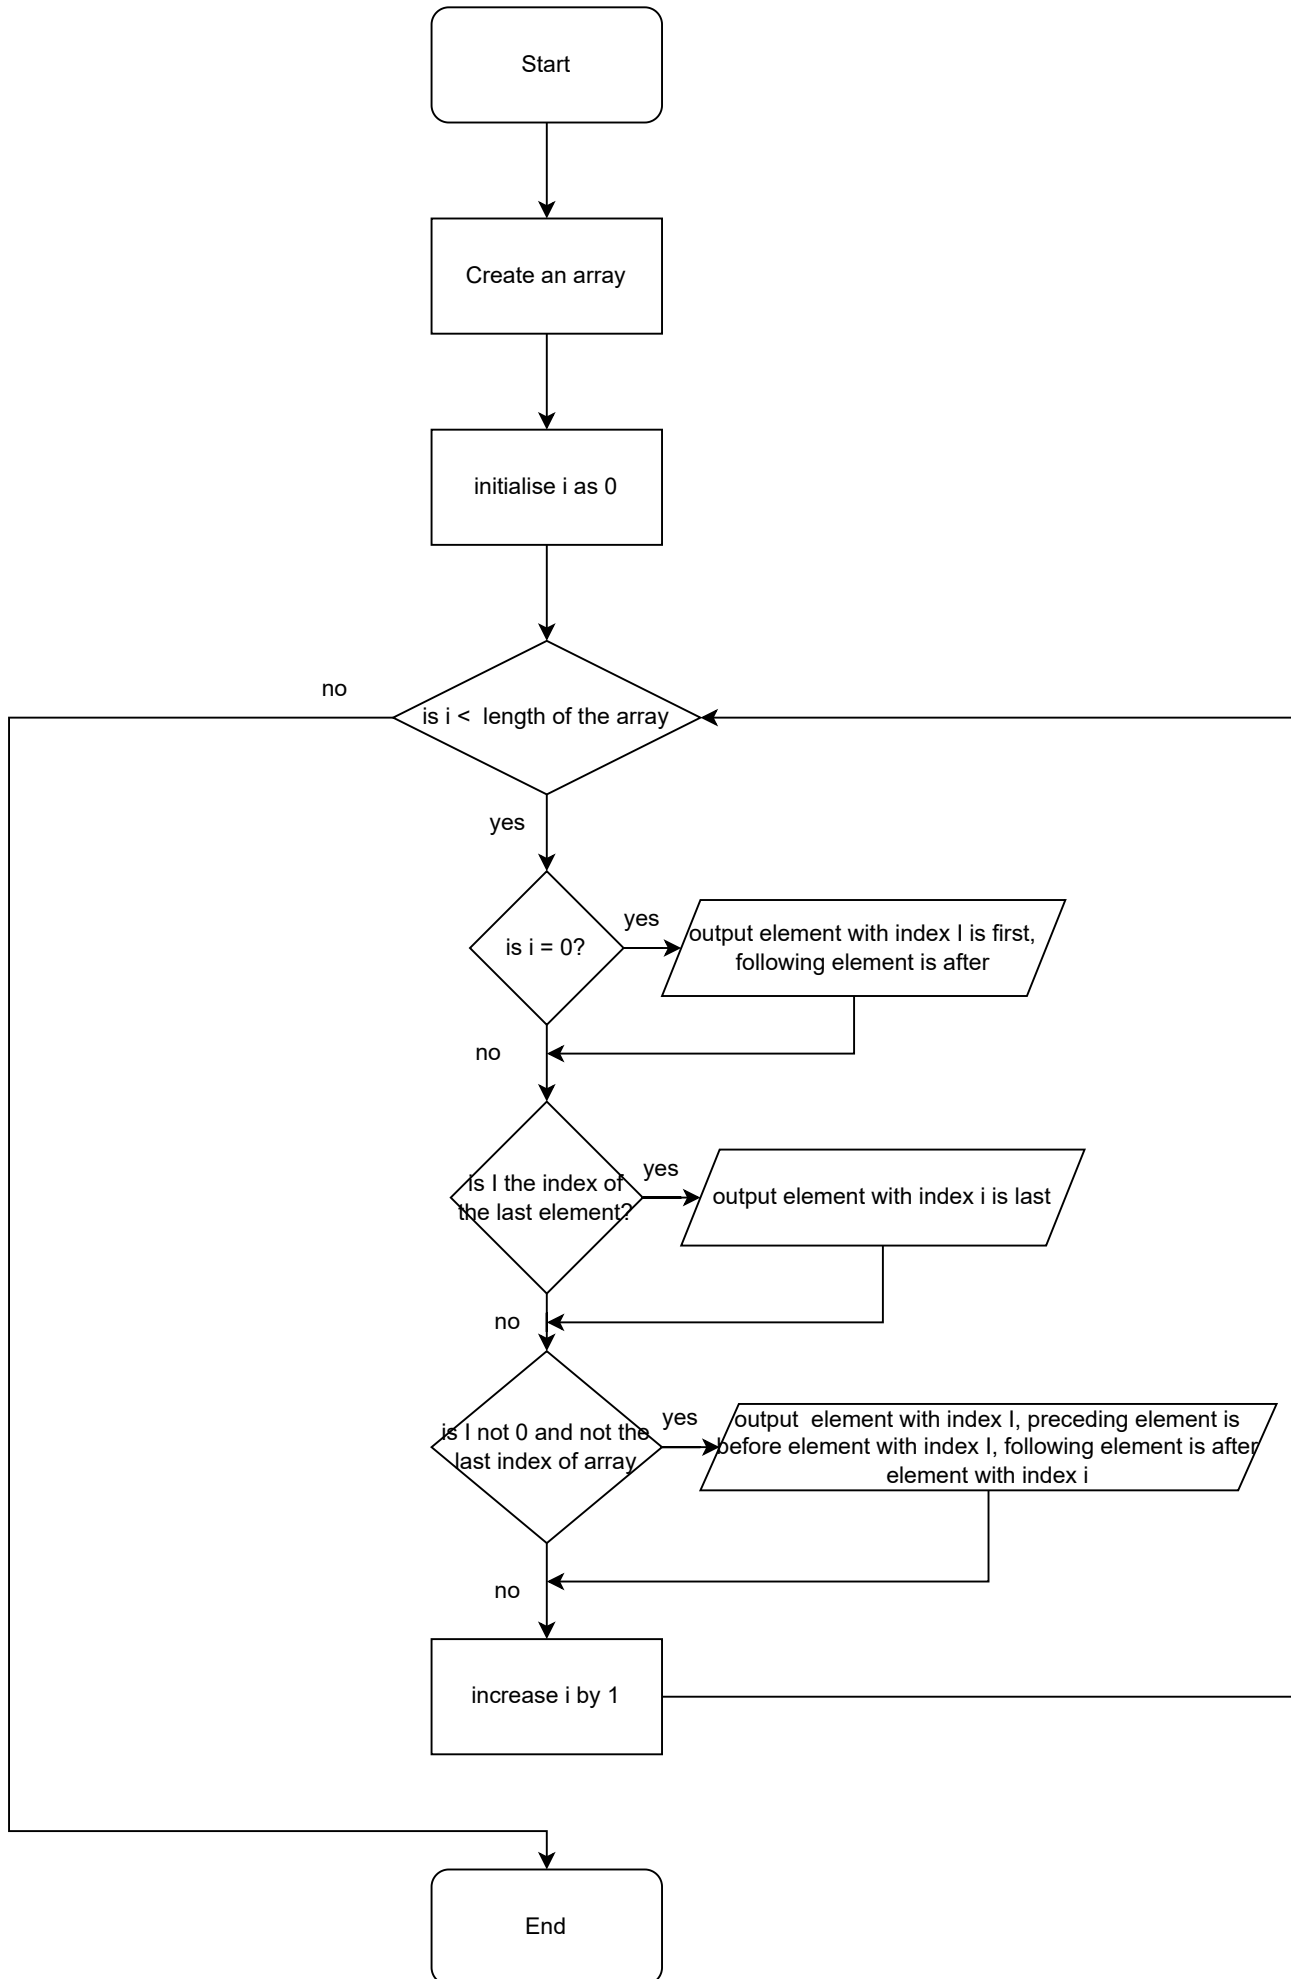 Start
Create an array
initialise i as 0
no
is i <  length of the array
yes
is i = 0?
yes
output element with index I is first,
following element is after
no
is I the index of
the last element?
yes
output element with index i is last
no
is I not 0 and not the
last index of array
yes
output  element with index I, preceding element is
before element with index I, following element is after
element with index i
no
increase i by 1
End